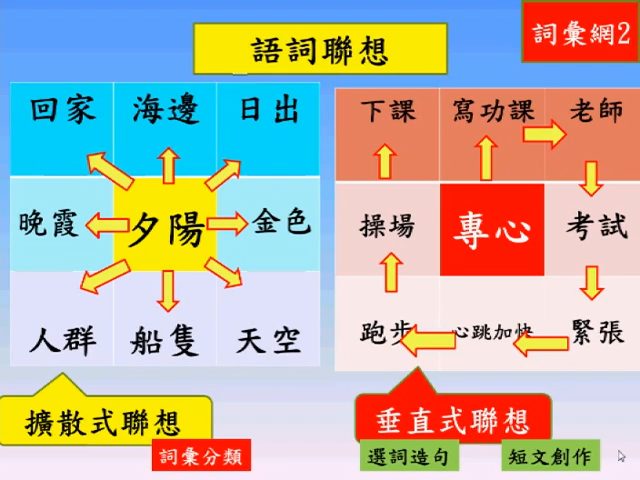 詞彙網2
語詞聯想
回家 海邊 日出
晚霞 夕陽 金色
人群 船隻 天空
下課 寫功課 老師
操場 專心 考試
跑步 心跳加快 緊張
擴散式聯想
垂直式聯想
詞彙分類
選詞造句
短文創作